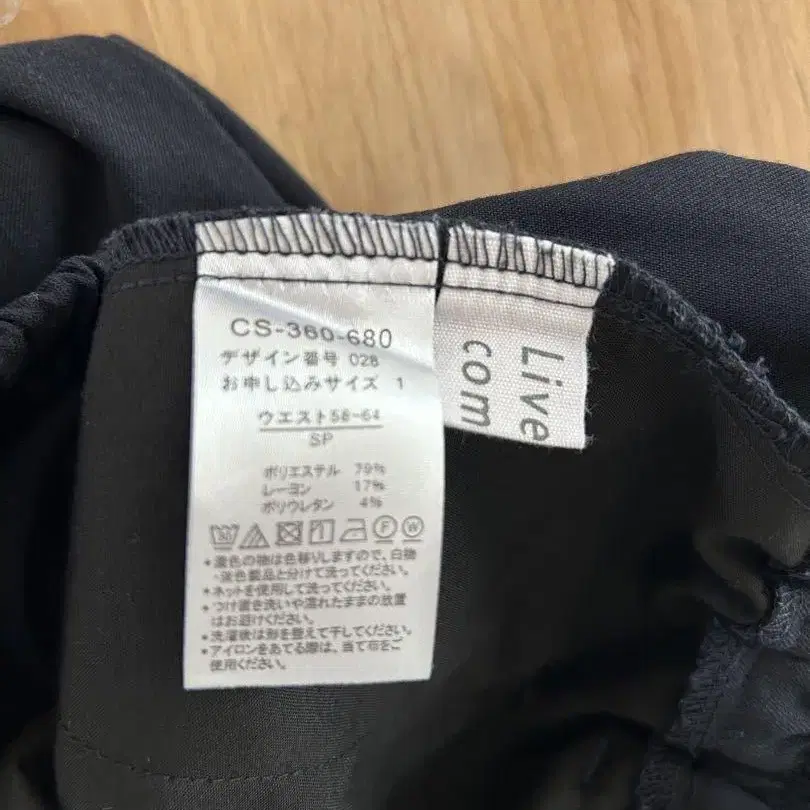 CS-360-680
デザイン番号 028
お申し込みサイズ 1
ウエスト58-64
SP
ポリエステル 79%
レーヨン 17%
ポリウレタン 4%
F W
*濃色の物は色移りしますので、白物
・淡色製品と分けて洗ってください。
*ネットを使用して洗ってください。
*つけ置き洗いや濡れたままの放置
はお避けください。
*洗濯後は形を整えて干してください。
*アイロンをあてる際は、当て布をご
使用ください。
Live
com